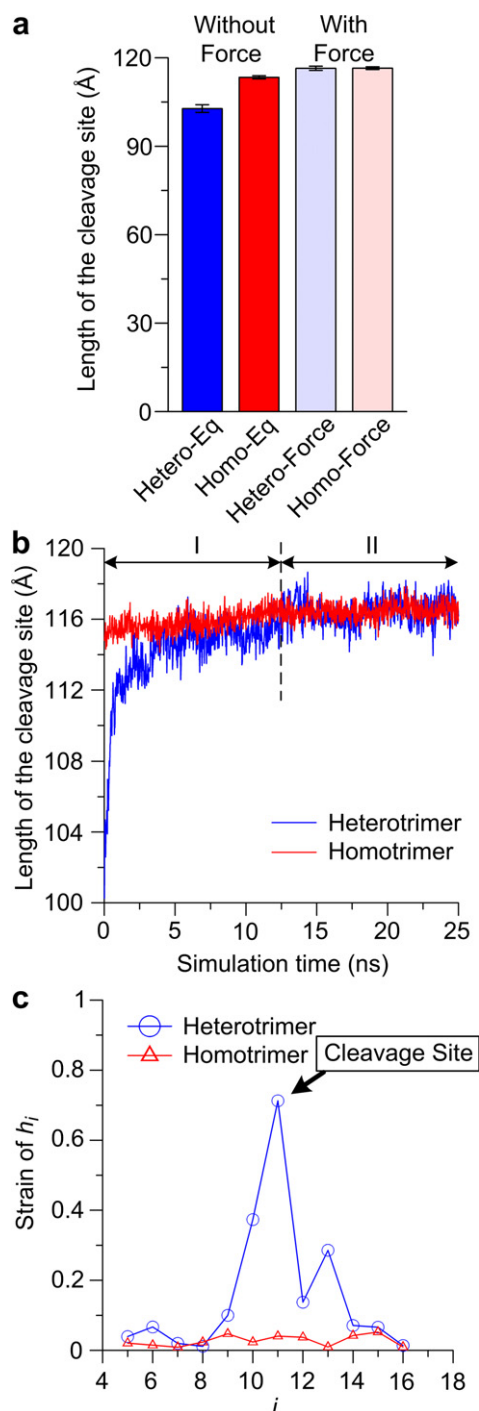 a
Without Force
With Force
Length of the cleavage site (Å)
120
90
60
30
0
Hetero-Eq
Homo-Eq
Hetero-Force
Homo-Force
b
I
II
Length of the cleavage site (Å)
120
116
112
108
104
100
Heterotrimer
Homotrimer
0
5
10
15
20
25
Simulation time (ns)
c
Strain of hi
1
0.8
0.6
0.4
0.2
0
Heterotrimer
Homotrimer
Cleavage Site
4
6
8
10
12
14
16
18
i